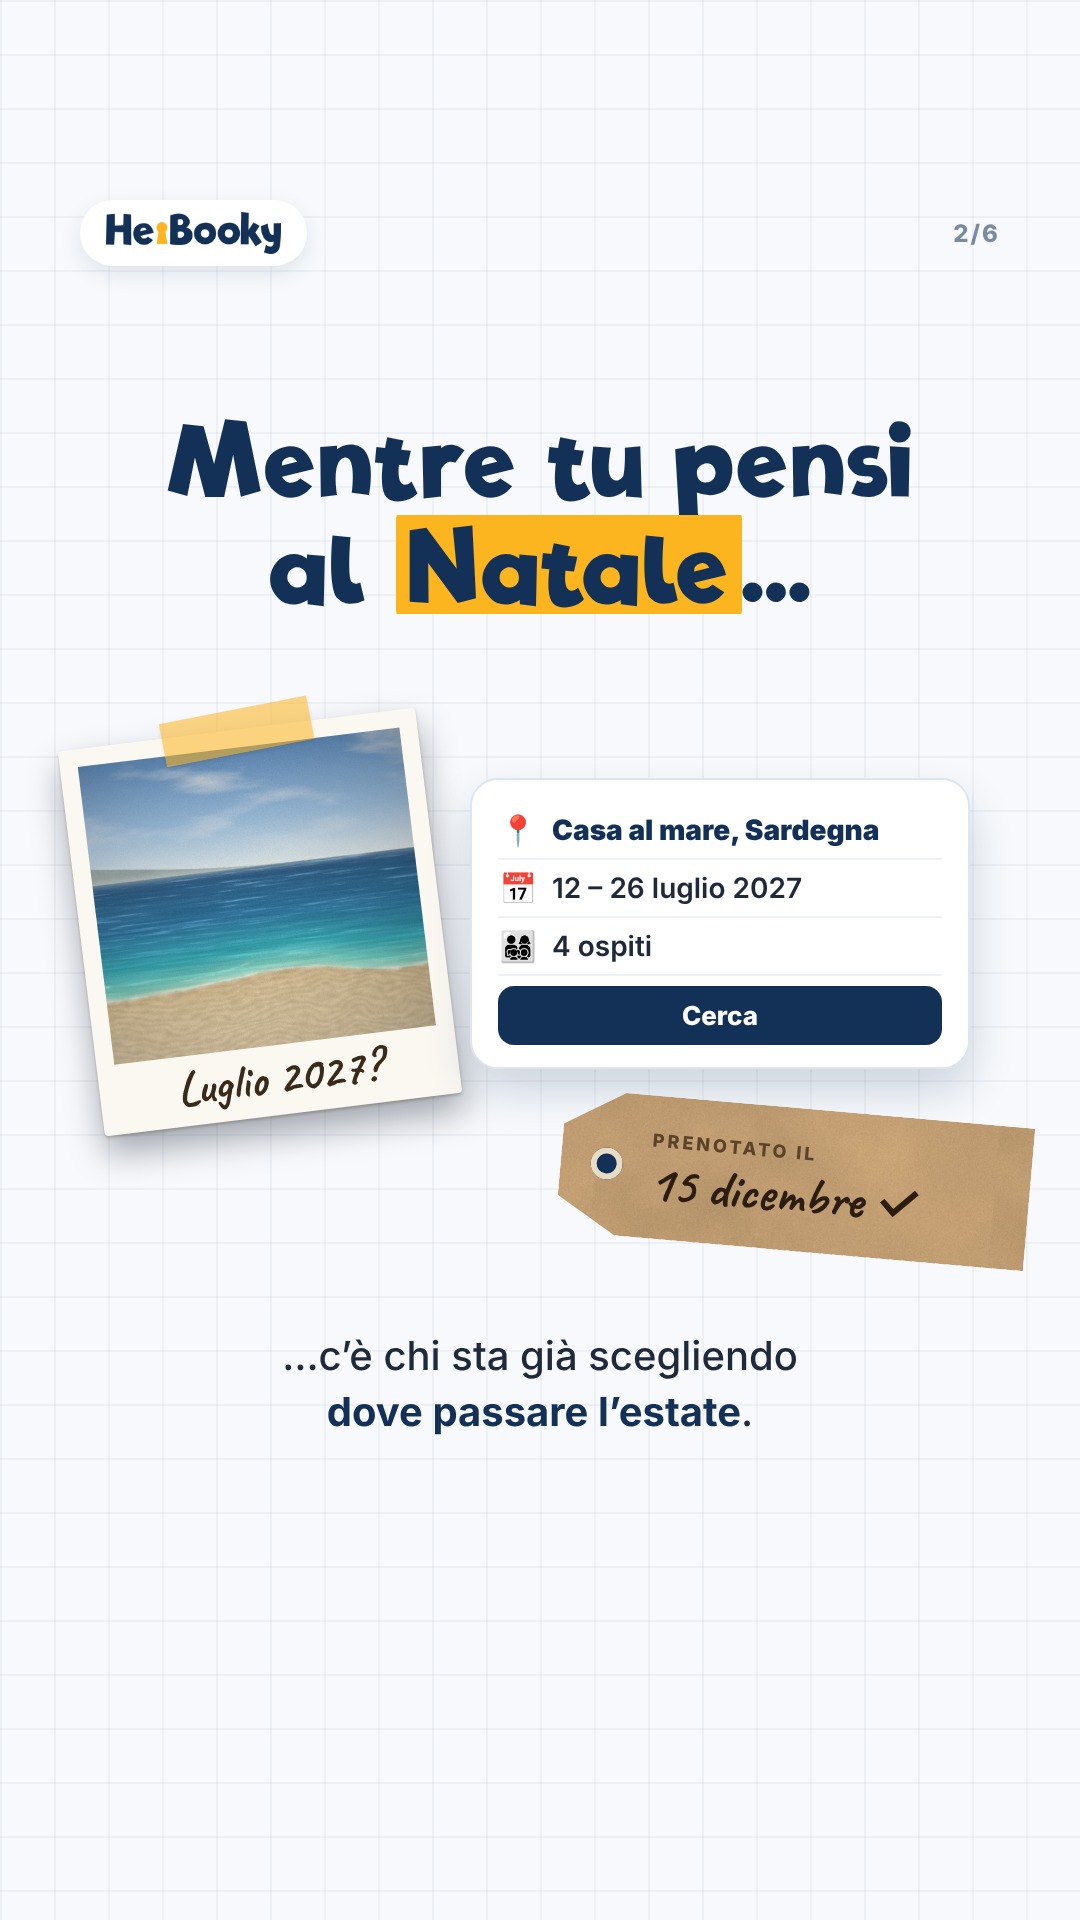 HeiBooky
2/6
Mentre tu pensi
al Natale...
Luglio 2027?
Casa al mare, Sardegna
July
17
12 – 26 luglio 2027
4 ospiti
Cerca
PRENOTATO IL
15 dicembre ✓
...c’è chi sta già scegliendo
dove passare l’estate.